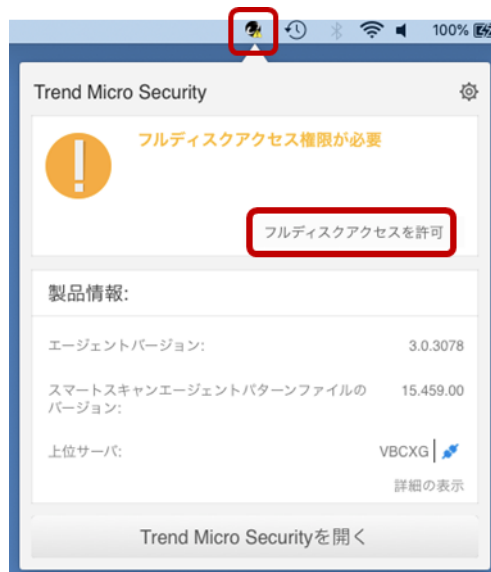 100%
Trend Micro Security
フルディスクアクセス権限が必要
フルディスクアクセスを許可
製品情報:
エージェントバージョン: 3.0.3078
スマートスキャンエージェントパターンファイルの 15.459.00
バージョン:
上位サーバ: VBCXG
詳細の表示
Trend Micro Securityを開く